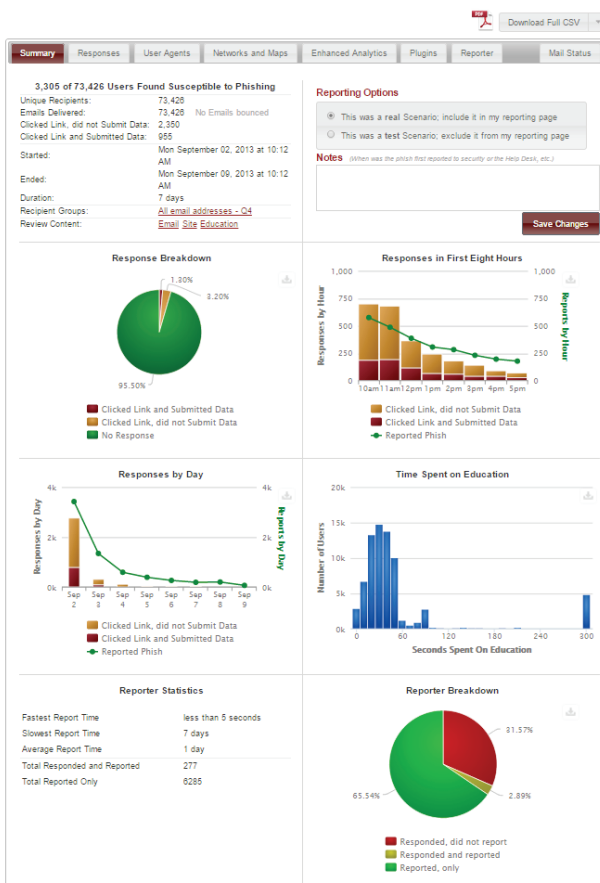 PDF
Download Full CSV
Summary Responses User Agents Networks and Maps Enhanced Analytics Plugins Reporter Mail Status
3,305 of 73,426 Users Found Susceptible to Phishing
Unique Recipients: 73,426
Emails Delivered: 73,426 No Emails bounced
Clicked Link, did not Submit Data: 2,350
Clicked Link and Submitted Data: 955
Started: Mon September 02, 2013 at 10:12 AM
Ended: Mon September 09, 2013 at 10:12 AM
Duration: 7 days
Recipient Groups: All email addresses - Q4
Review Content: Email Site Education
Reporting Options
This was a real Scenario; include it in my reporting page
This was a test Scenario; exclude it from my reporting page
Notes (When was the phish first reported to security or the Help Desk, etc.)
Save Changes
Response Breakdown
1.30%
3.20%
95.50%
Clicked Link and Submitted Data
Clicked Link, did not Submit Data
No Response
Responses in First Eight Hours
Responses by Hour
1,000 1,000
750 750
500 500
250 250
0 0
Reports by Hour
10am 11am 12pm 1pm 2pm 3pm 4pm 5pm
Clicked Link, did not Submit Data
Clicked Link and Submitted Data
Reported Phish
Responses by Day
Responses by Day
4k 4k
2k 2k
0k 0k
Reports by Day
Sep 2 Sep 3 Sep 4 Sep 5 Sep 6 Sep 7 Sep 8 Sep 9
Clicked Link, did not Submit Data
Clicked Link and Submitted Data
Reported Phish
Time Spent on Education
Number of Users
20k
15k
10k
5k
0k
0 60 120 180 240 300
Seconds Spent On Education
Reporter Statistics
Fastest Report Time less than 5 seconds
Slowest Report Time 7 days
Average Report Time 1 day
Total Responded and Reported 277
Total Reported Only 6285
Reporter Breakdown
31.57%
2.89%
65.54%
Responded, did not report
Responded and reported
Reported, only